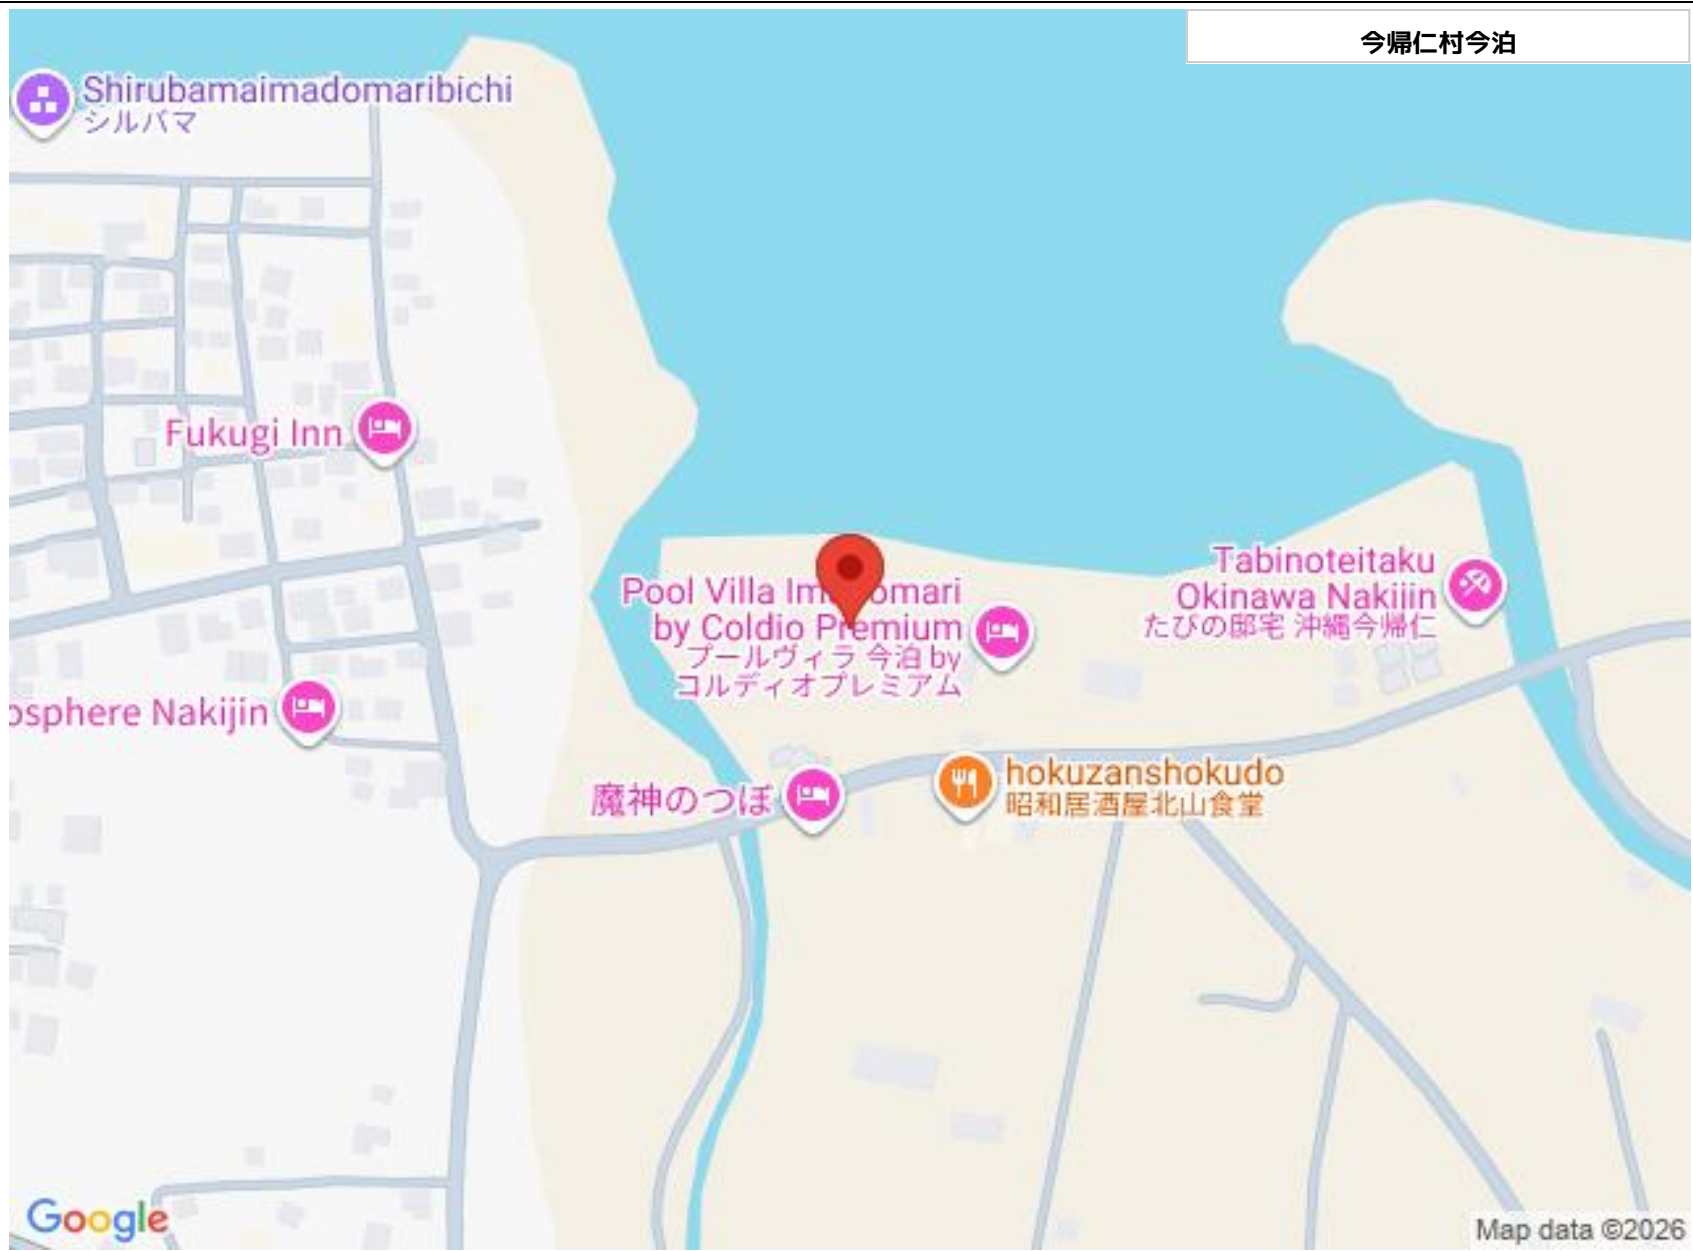 今帰仁村今泊
Shirubamaimadomaribichi
シルバマ
Fukugi Inn
Pool Villa Im
omari
by Coldio Premium
プールヴィラ 今泊 by
コルディオプレミアム
Tabinoteitaku
Okinawa Nakijin
たびの邸宅 沖縄今帰仁
osphere Nakijin
魔神のつぼ
hokuzanshokudo
昭和居酒屋北山食堂
Google
Map data ©2026